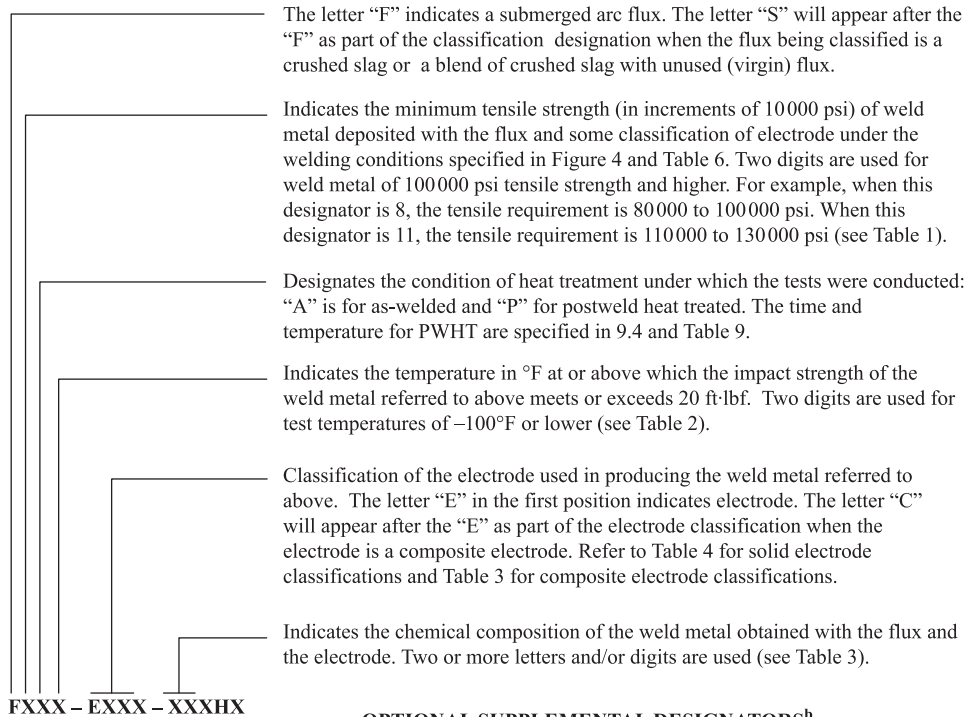 The letter “F” indicates a submerged arc flux. The letter “S” will appear after the
“F” as part of the classification designation when the flux being classified is a
crushed slag or a blend of crushed slag with unused (virgin) flux.
Indicates the minimum tensile strength (in increments of 10 000 psi) of weld
metal deposited with the flux and some classification of electrode under the
welding conditions specified in Figure 4 and Table 6. Two digits are used for
weld metal of 100 000 psi tensile strength and higher. For example, when this
designator is 8, the tensile requirement is 80 000 to 100 000 psi. When this
designator is 11, the tensile requirement is 110 000 to 130 000 psi (see Table 1).
Designates the condition of heat treatment under which the tests were conducted:
“A” is for as-welded and “P” for postweld heat treated. The time and
temperature for PWHT are specified in 9.4 and Table 9.
Indicates the temperature in °F at or above which the impact strength of the
weld metal referred to above meets or exceeds 20 ft·lbf. Two digits are used for
test temperatures of –100°F or lower (see Table 2).
Classification of the electrode used in producing the weld metal referred to
above. The letter “E” in the first position indicates electrode. The letter “C”
will appear after the “E” as part of the electrode classification when the
electrode is a composite electrode. Refer to Table 4 for solid electrode
classifications and Table 3 for composite electrode classifications.
Indicates the chemical composition of the weld metal obtained with the flux and
the electrode. Two or more letters and/or digits are used (see Table 3).
FXXX – EXXX – XXXHX
OPTIONAL SUPPLEMENTAL DESIGNATORS^b